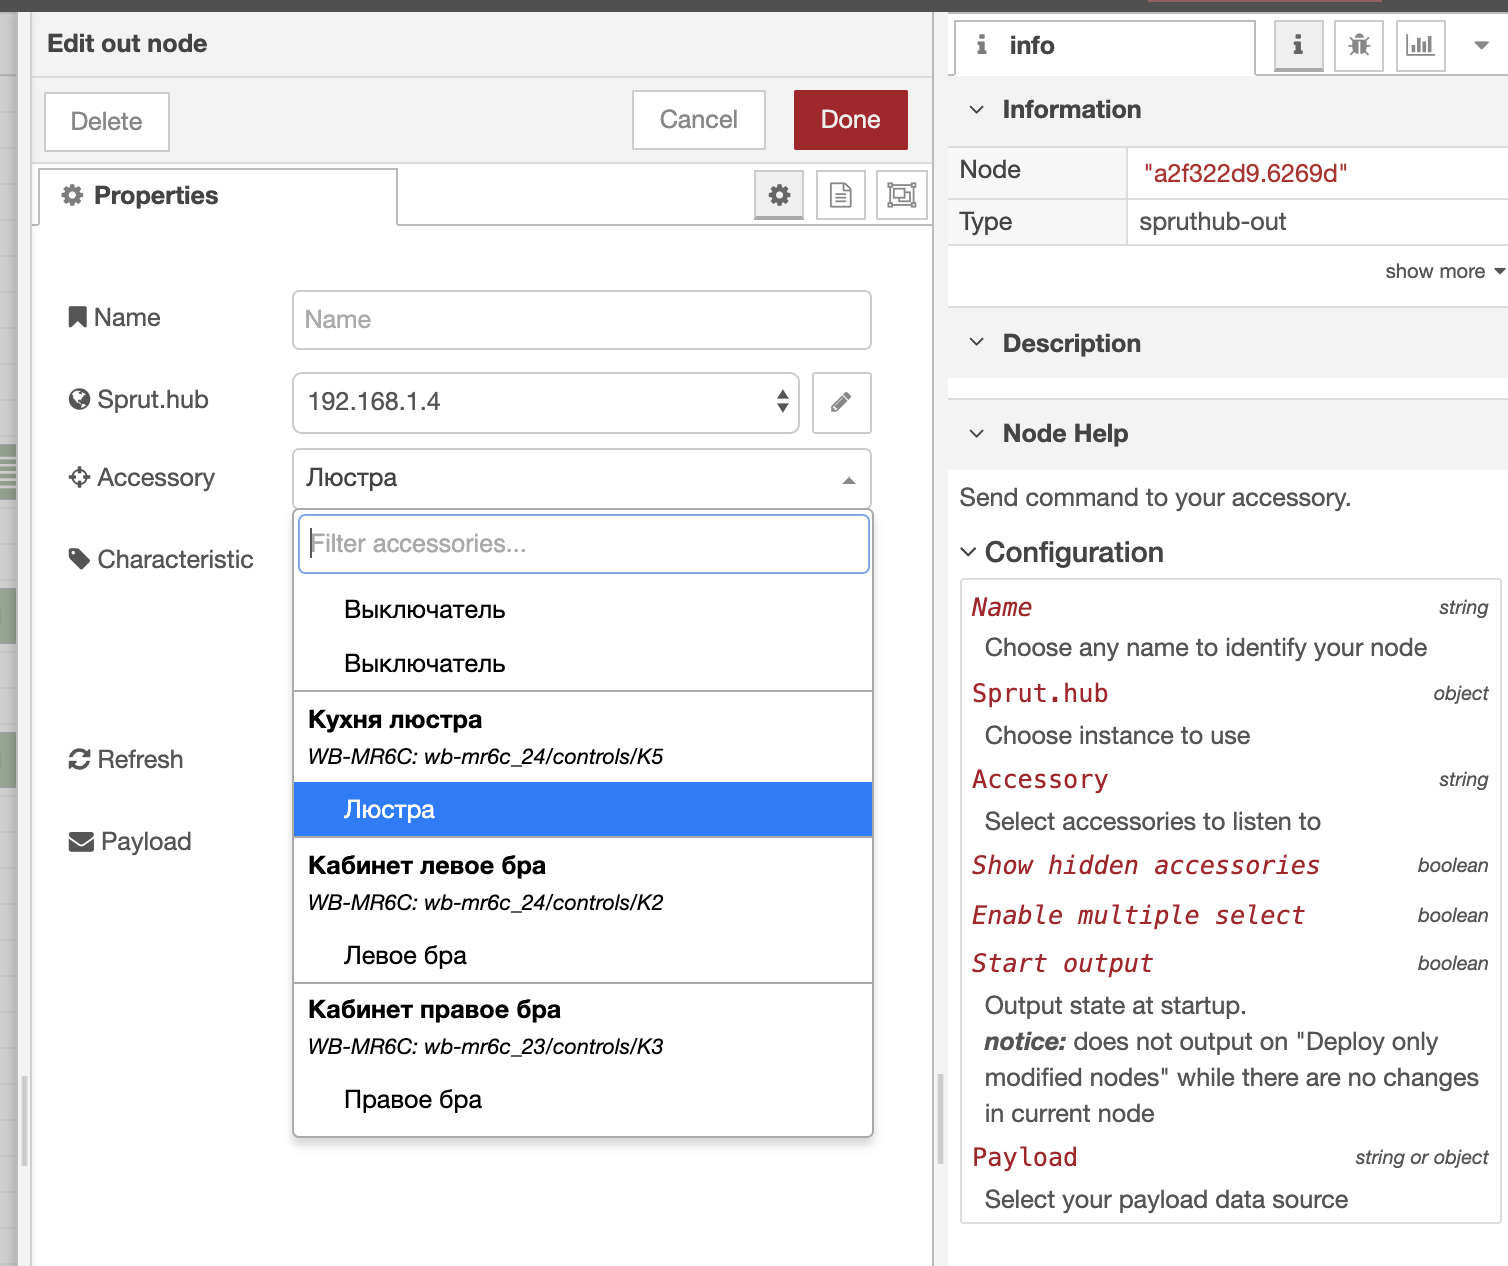 Edit out node
Delete
Cancel
Done
Properties
Name
Name
Sprut.hub
192.168.1.4
Accessory
Люстра
Filter accessories...
Characteristic
Выключатель
Выключатель
Кухня люстра
WB-MR6C: wb-mr6c_24/controls/K5
Refresh
Люстра
Payload
Кабинет левое бра
WB-MR6C: wb-mr6c_24/controls/K2
Левое бра
Кабинет правое бра
WB-MR6C: wb-mr6c_23/controls/K3
Правое бра
info
Information
Node "a2f322d9.6269d"
Type spruthub-out
show more
Description
Node Help
Send command to your accessory.
Configuration
Name string
Choose any name to identify your node
Sprut.hub object
Choose instance to use
Accessory string
Select accessories to listen to
Show hidden accessories boolean
Enable multiple select boolean
Start output boolean
Output state at startup.
notice: does not output on "Deploy only
modified nodes" while there are no changes
in current node
Payload string or object
Select your payload data source